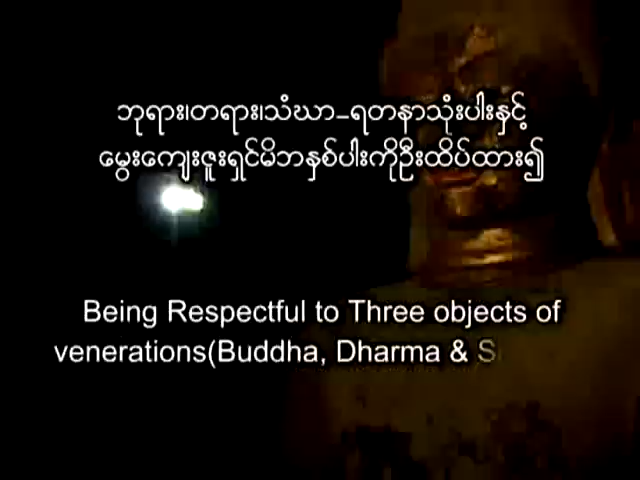 ဘုရား၊တရား၊သံဃာ-ရတနာသုံးပါးနှင့်
မွေးကျေးဇူးရှင်မိဘနှစ်ပါးကိုဦးထိပ်ထား၍
Being Respectful to Three objects of
venerations(Buddha, Dharma & S